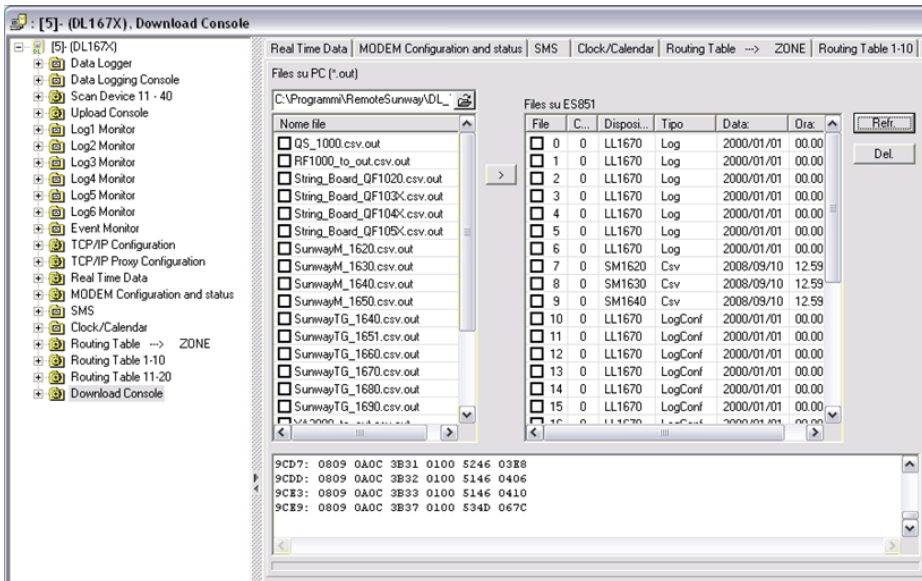 : [5]- (DL167X), Download Console
[5]- (DL167X)
Data Logger
Data Logging Console
Scan Device 11 - 40
Upload Console
Log1 Monitor
Log2 Monitor
Log3 Monitor
Log4 Monitor
Log5 Monitor
Log6 Monitor
Event Monitor
TCP/IP Configuration
TCP/IP Proxy Configuration
Real Time Data
MODEM Configuration and status
SMS
Clock/Calendar
Routing Table ---> ZONE
Routing Table 1-10
Routing Table 11-20
Download Console
Real Time Data MODEM Configuration and status SMS Clock/Calendar Routing Table ---> ZONE Routing Table 1-10
Files su PC (*.out)
C:\Programmi\RemoteSunway\DL_
Nome file
QS_1000.csv.out
RF1000_to_out.csv.out
String_Board_QF1020.csv.out
String_Board_QF103X.csv.out
String_Board_QF104X.csv.out
String_Board_QF105X.csv.out
SunwayM_1620.csv.out
SunwayM_1630.csv.out
SunwayM_1640.csv.out
SunwayM_1650.csv.out
SunwayTG_1640.csv.out
SunwayTG_1651.csv.out
SunwayTG_1660.csv.out
SunwayTG_1670.csv.out
SunwayTG_1680.csv.out
SunwayTG_1690.csv.out
>
Files su ES851
File C... Disposi... Tipo Data: Ora:
0 0 LL1670 Log 2000/01/01 00.00
1 0 LL1670 Log 2000/01/01 00.00
2 0 LL1670 Log 2000/01/01 00.00
3 0 LL1670 Log 2000/01/01 00.00
4 0 LL1670 Log 2000/01/01 00.00
5 0 LL1670 Log 2000/01/01 00.00
6 0 LL1670 Log 2000/01/01 00.00
7 0 SM1620 Csv 2008/09/10 12.59
8 0 SM1630 Csv 2008/09/10 12.59
9 0 SM1640 Csv 2008/09/10 12.59
10 0 LL1670 LogConf 2000/01/01 00.00
11 0 LL1670 LogConf 2000/01/01 00.00
12 0 LL1670 LogConf 2000/01/01 00.00
13 0 LL1670 LogConf 2000/01/01 00.00
14 0 LL1670 LogConf 2000/01/01 00.00
15 0 LL1670 LogConf 2000/01/01 00.00
Refr.
Del.
9CD7: 0809 0A0C 3B31 0100 5246 03E8
9CDD: 0809 0A0C 3B32 0100 5146 0406
9CE3: 0809 0A0C 3B33 0100 5146 0410
9CE9: 0809 0A0C 3B37 0100 534D 067C